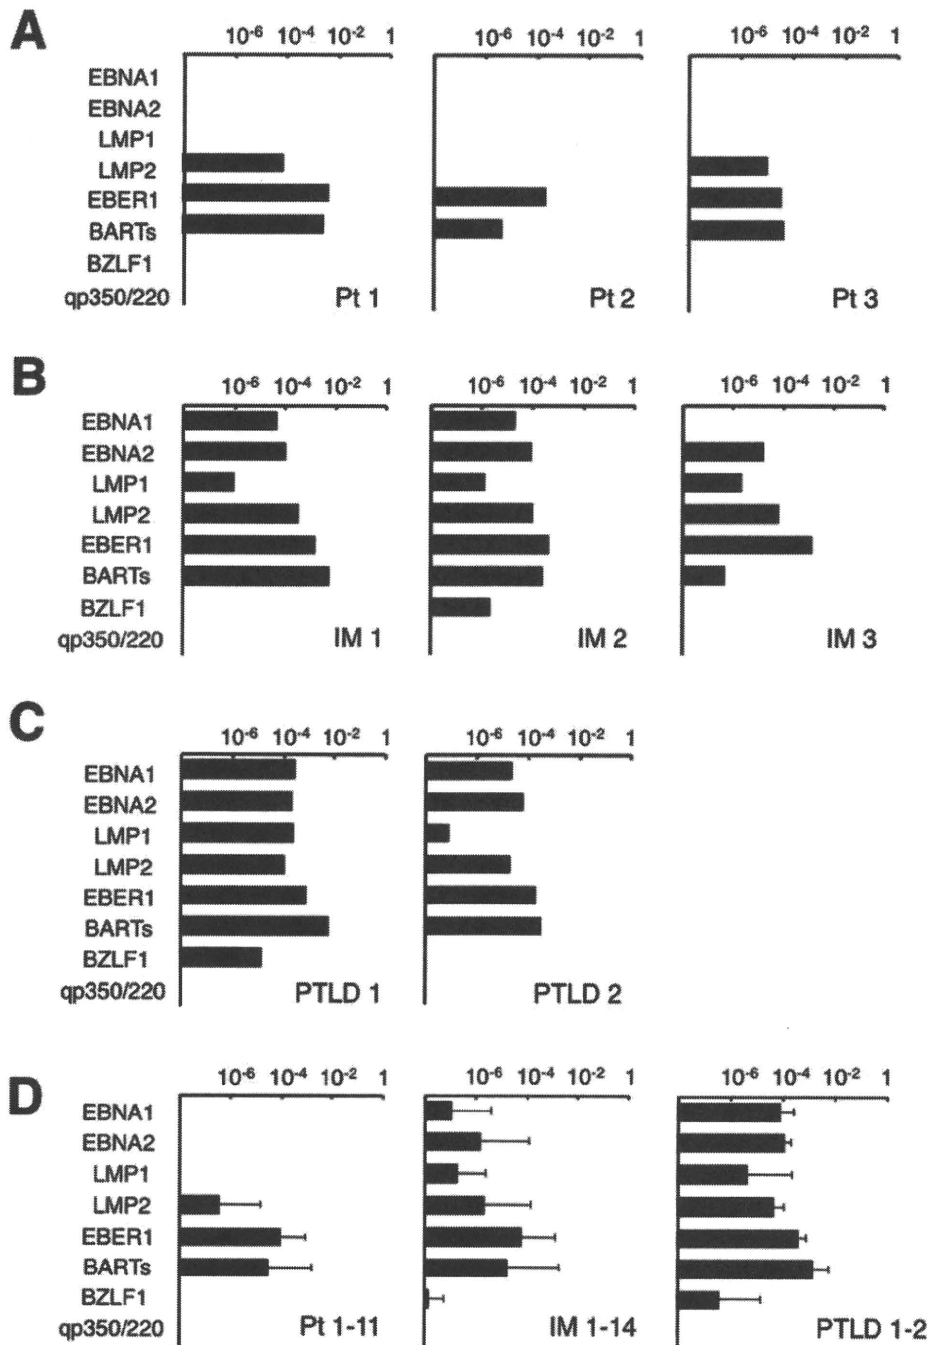 A
10-6 10-4 10-2 1
10-6 10-4 10-2 1
10-6 10-4 10-2 1
EBNA1
EBNA2
LMP1
LMP2
EBER1
BARTs
BZLF1
qp350/220
Pt 1
Pt 2
Pt 3
B
10-6 10-4 10-2 1
10-6 10-4 10-2 1
10-6 10-4 10-2 1
EBNA1
EBNA2
LMP1
LMP2
EBER1
BARTs
BZLF1
qp350/220
IM 1
IM 2
IM 3
C
10-6 10-4 10-2 1
10-6 10-4 10-2 1
EBNA1
EBNA2
LMP1
LMP2
EBER1
BARTs
BZLF1
qp350/220
PTLD 1
PTLD 2
D
10-6 10-4 10-2 1
10-6 10-4 10-2 1
10-6 10-4 10-2 1
EBNA1
EBNA2
LMP1
LMP2
EBER1
BARTs
BZLF1
qp350/220
Pt 1-11
IM 1-14
PTLD 1-2